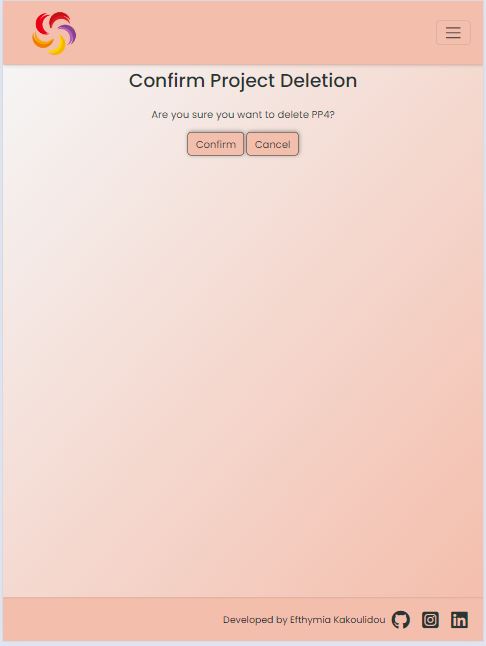 Confirm Project Deletion
Are you sure you want to delete PP4?
Confirm Cancel
Developed by Efthymia Kakoulidou